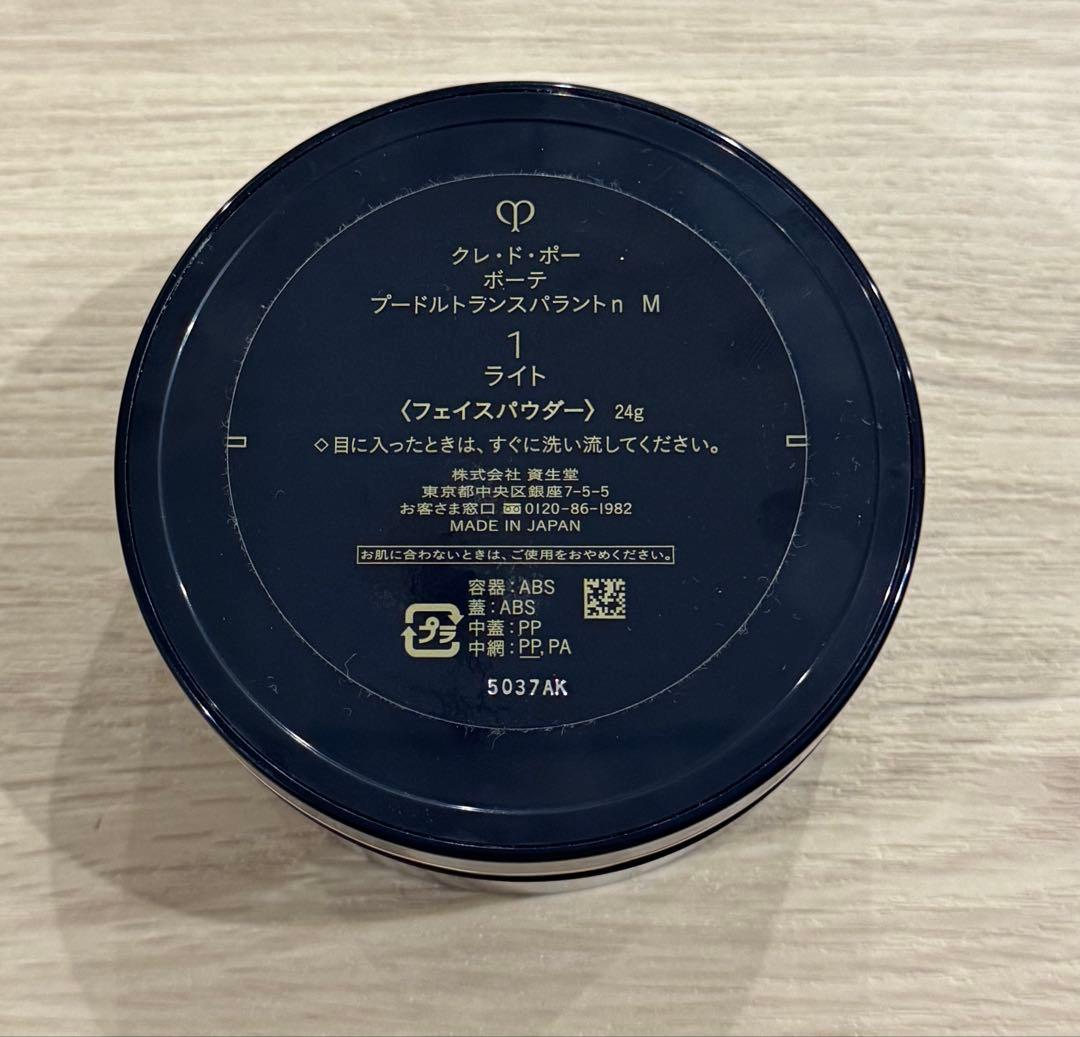 クレ・ド・ポー
ボーテ
プードルトランスパラントn M
1
ライト
〈フェイスパウダー〉 24g
◇目に入ったときは、すぐに洗い流してください。
株式会社 資生堂
東京都中央区銀座7-5-5
お客さま窓口 0120-86-1982
MADE IN JAPAN
お肌に合わないときは、ご使用をおやめください。
容器:ABS
蓋:ABS
プラ 中蓋:PP
中網:PP,PA
5037AK